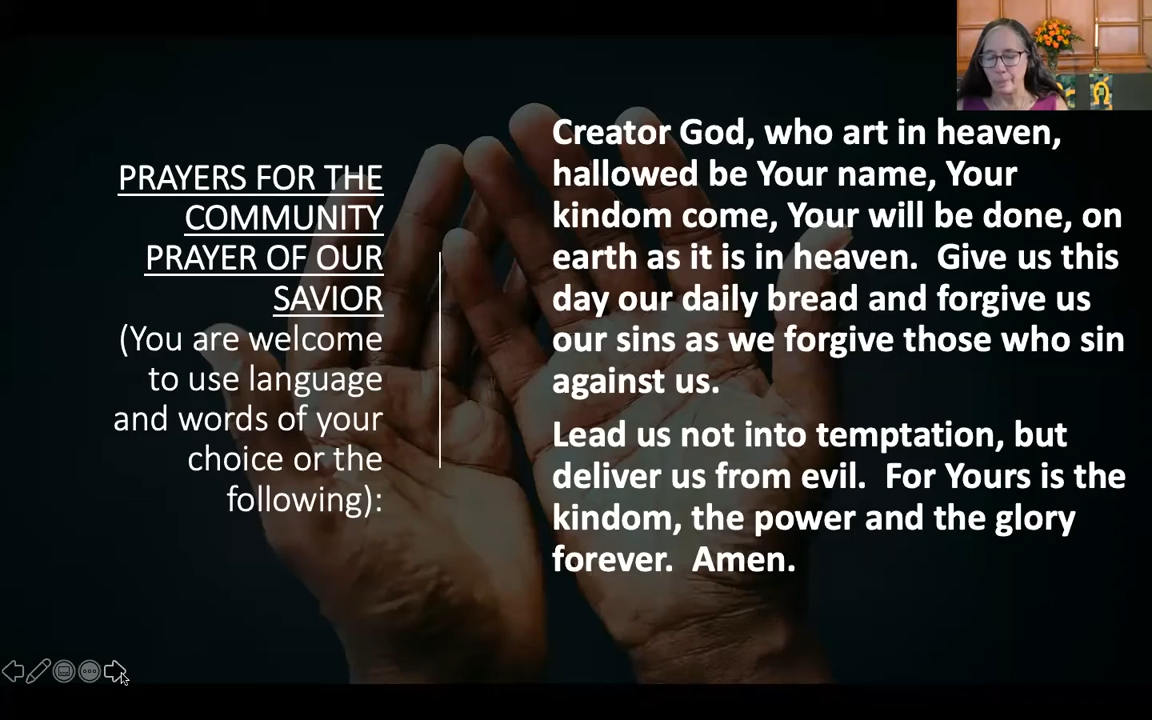 PRAYERS FOR THE
COMMUNITY
PRAYER OF OUR
SAVIOR
(You are welcome
to use language
and words of your
choice or the
following):
Creator God, who art in heaven,
hallowed be Your name, Your
kindom come, Your will be done, on
earth as it is in heaven.  Give us this
day our daily bread and forgive us
our sins as we forgive those who sin
against us.
Lead us not into temptation, but
deliver us from evil.  For Yours is the
kindom, the power and the glory
forever.  Amen.